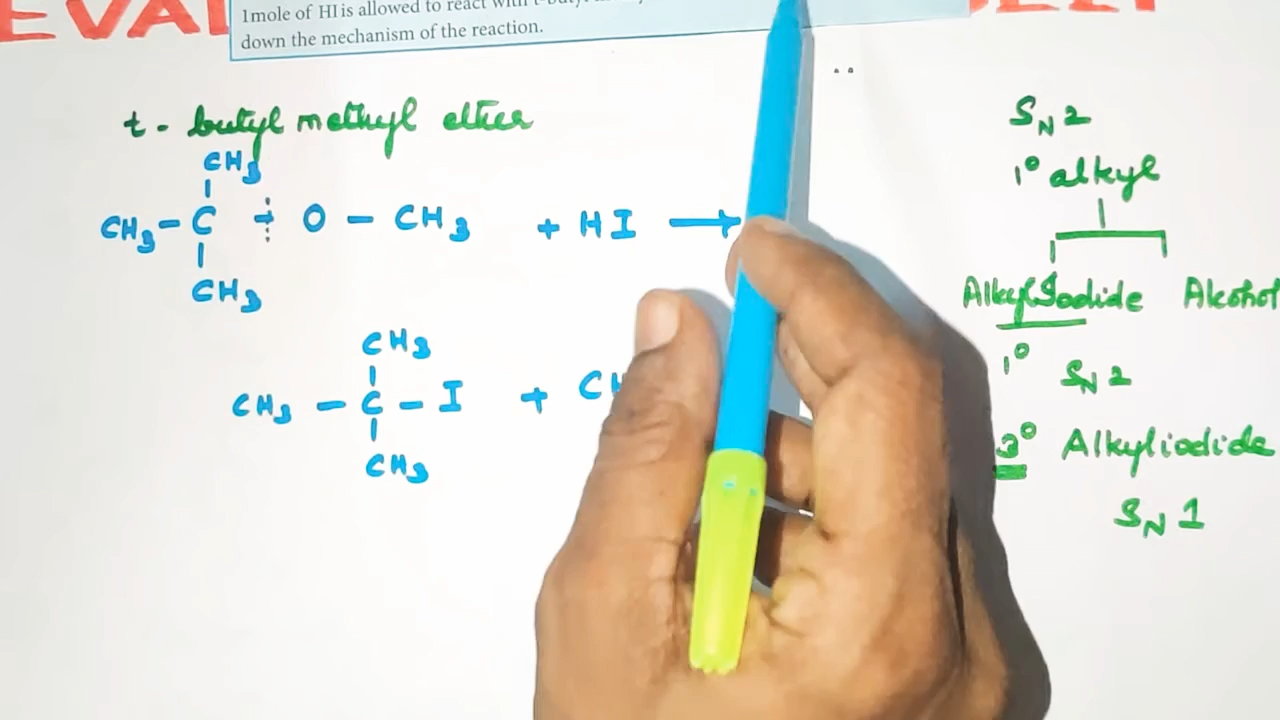 EVAL
1mole of HI is allowed to react with t-butyl
down the mechanism of the reaction.
t - butyl methyl ether
CH3
CH3 - C + O - CH3 + HI →
CH3
CH3
CH3 - C - I + CH
CH3
SN2
1° alkyl
Alkyl Iodide Alcohol
1° SN2
3° Alkyliodide
SN1